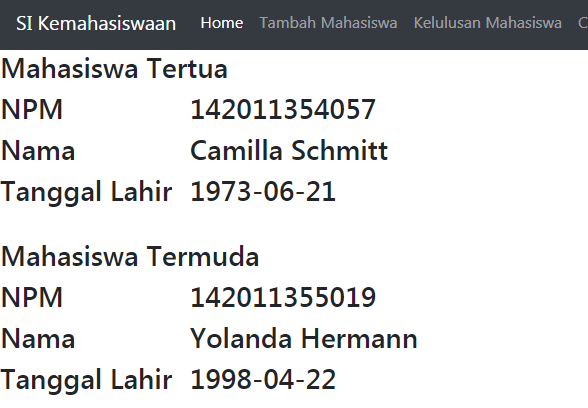 SI Kemahasiswaan Home Tambah Mahasiswa Kelulusan Mahasiswa
Mahasiswa Tertua
NPM 142011354057
Nama Camilla Schmitt
Tanggal Lahir 1973-06-21
Mahasiswa Termuda
NPM 142011355019
Nama Yolanda Hermann
Tanggal Lahir 1998-04-22